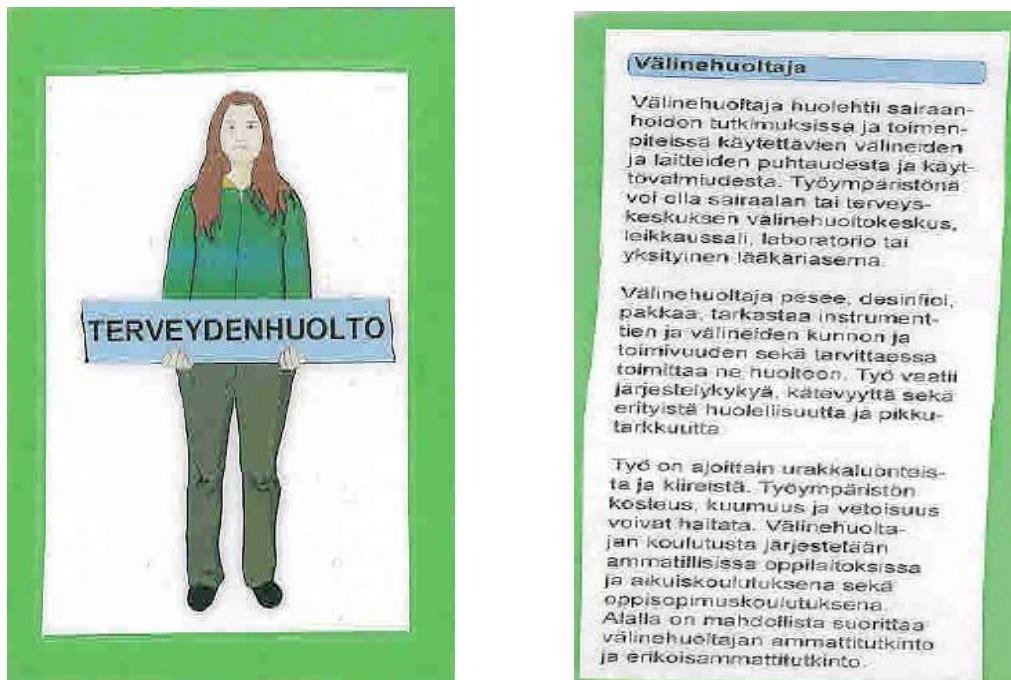 TERVEYDENHUOLTO
Välinehuoltaja
Välinehuoltaja huolehtii sairaan-
hoidon tutkimuksissa ja toimen-
piteissä käytettävien välineiden
ja laitteiden puhtaudesta ja käyt-
tövalmiudesta. Työympäristönä
voi olla sairaalan tai terveys-
keskuksen välinehuoltokeskus,
leikkaussali, laboratorio tai
yksityinen lääkäriasema.
Välinehuoltaja pesee, desinfioi,
pakkaa, tarkastaa instrument-
tien ja välineiden kunnon ja
toimivuuden sekä tarvittaessa
toimittaa ne huoltoon. Työ vaatii
järjestelykykyä, kätevyyttä sekä
erityistä huolellisuutta ja pikku-
tarkkuutta.
Työ on ajoittain urakkaluonteis-
ta ja kiireistä. Työympäristön
kosteus, kuumuus ja vetoisuus
voivat haitata. Välinehuolta-
jan koulutusta järjestetään
ammatillisissa oppilaitoksissa
ja aikuiskoulutuksena sekä
oppisopimuskoulutuksena.
Alalla on mahdollista suorittaa
välinehuoltajan ammattitutkinto
ja erikoisammattitutkinto.